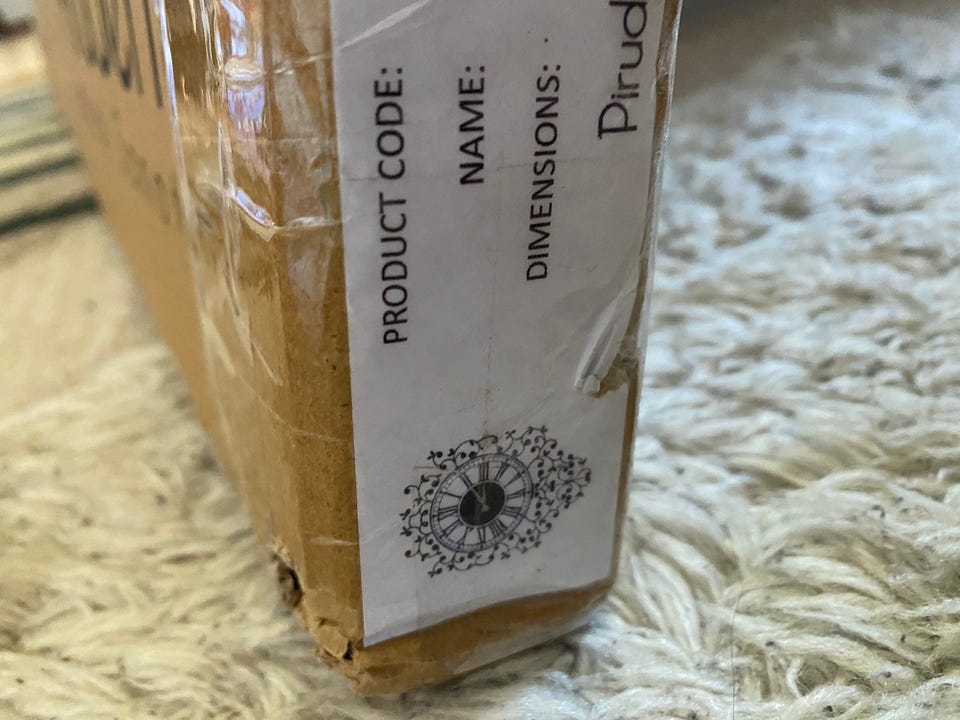 PRODUCT CODE:
NAME:
DIMENSIONS:
Pirud